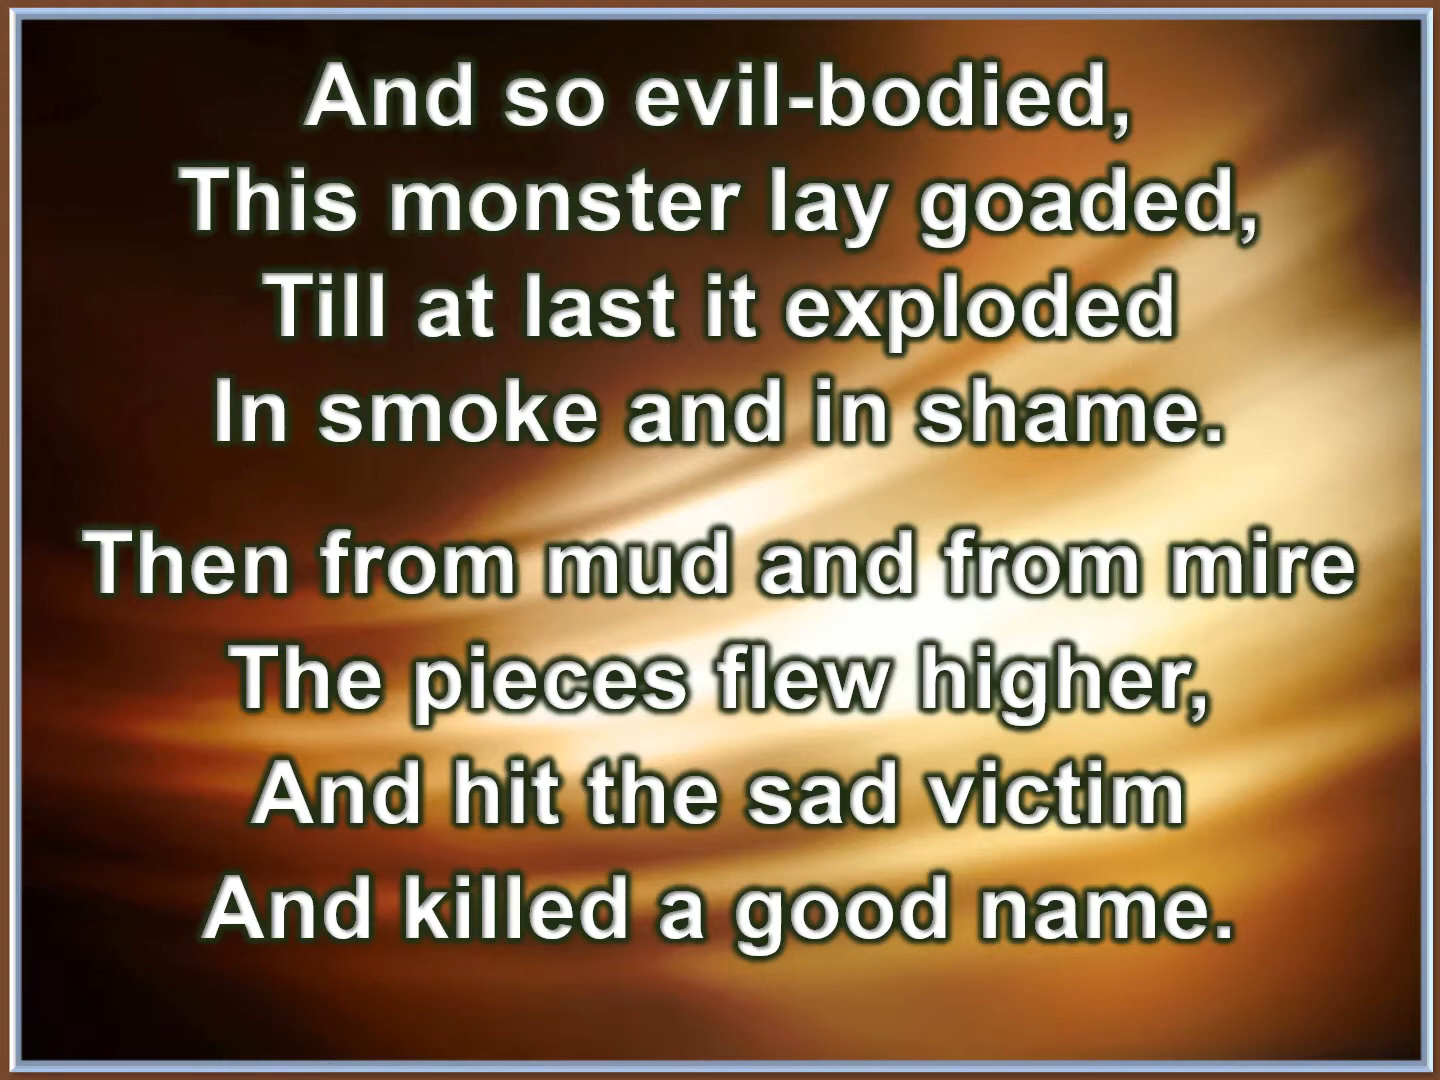 And so evil-bodied,
This monster lay goaded,
Till at last it exploded
In smoke and in shame.
Then from mud and from mire
The pieces flew higher,
And hit the sad victim
And killed a good name.